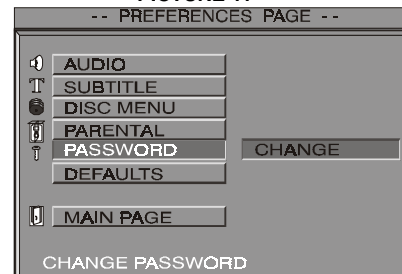 -- PREFERENCES PAGE --
AUDIO
SUBTITLE
DISC MENU
PARENTAL
PASSWORD CHANGE
DEFAULTS
MAIN PAGE
CHANGE PASSWORD